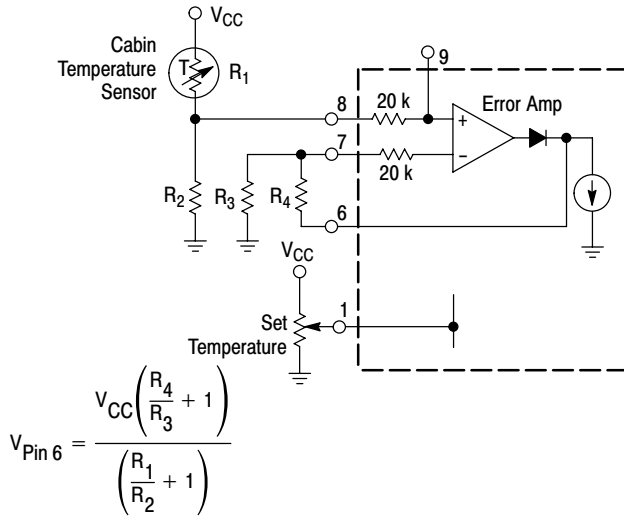 V_CC
Cabin
Temperature
Sensor
T
R_1
9
8
20 k
Error Amp
+
7
−
20 k
R_2
R_3
R_4
6
V_CC
1
Set
Temperature
V_Pin 6 = V_CC(R_4/R_3 + 1) / (R_1/R_2 + 1)